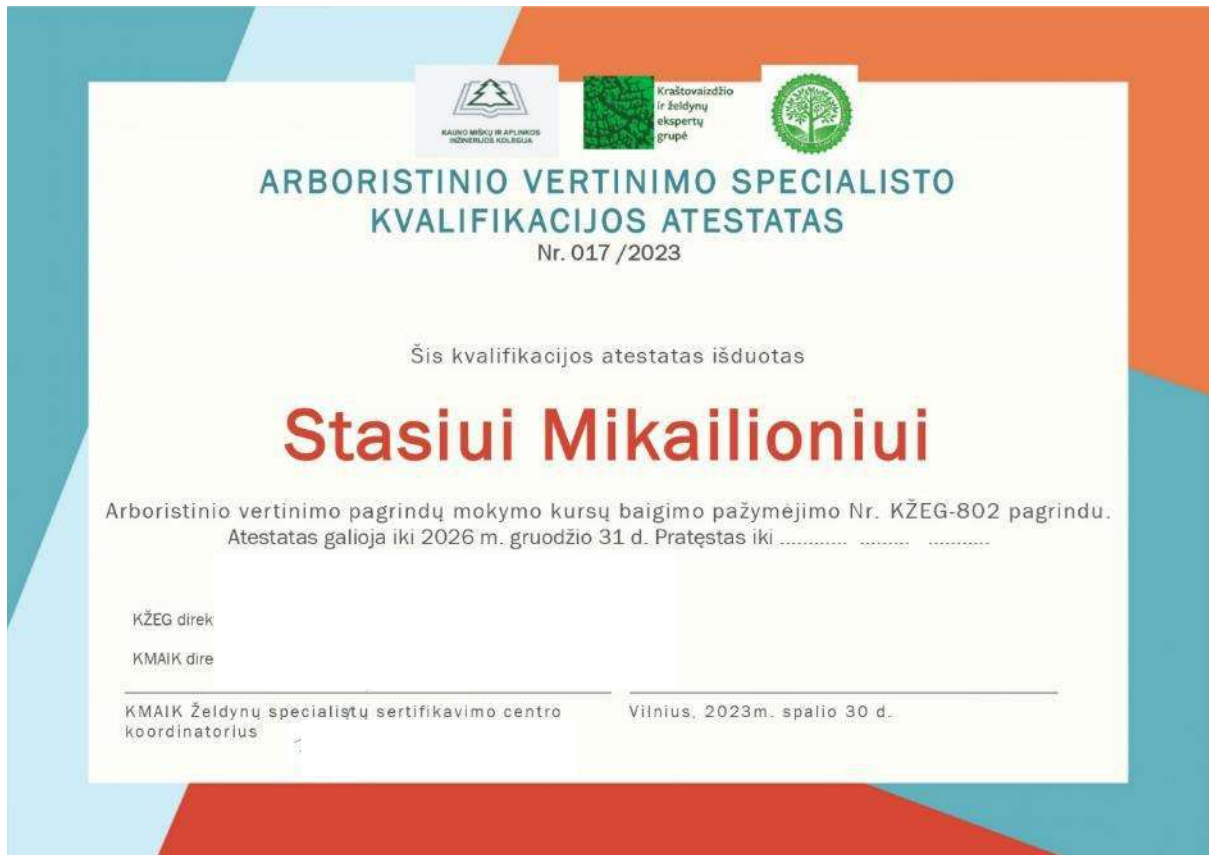 KAUNO MIŠKŲ IR APLINKOS
INŽINERIJOS KOLEGIJA
Kraštovaizdžio
ir želdynų
ekspertų
grupė
ARBORISTINIO VERTINIMO SPECIALISTO
KVALIFIKACIJOS ATESTATAS
Nr. 017 /2023
Šis kvalifikacijos atestatas išduotas
Stasiui Mikailioniui
Arboristinio vertinimo pagrindų mokymo kursų baigimo pažymėjimo Nr. KŽEG-802 pagrindu.
Atestatas galioja iki 2026 m. gruodžio 31 d. Pratęstas iki ............ ......... ...........
KŽEG direk
KMAIK dire
KMAIK Želdynų specialistų sertifikavimo centro
koordinatorius
Vilnius, 2023m. spalio 30 d.